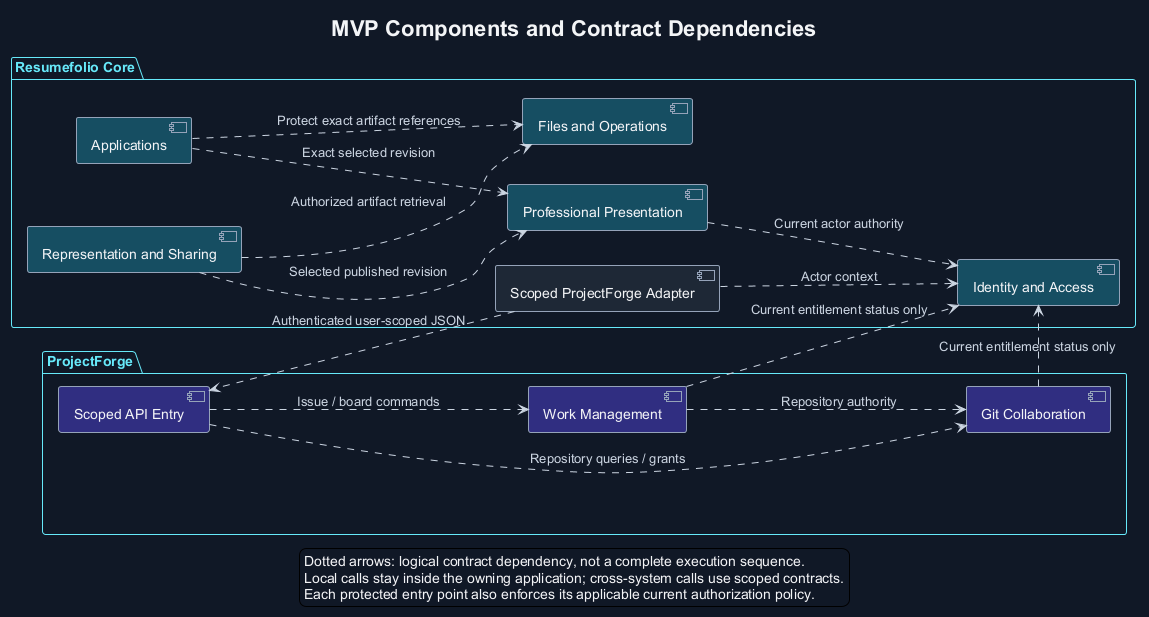 MVP Components and Contract Dependencies
Resumefolio Core
Applications
Protect exact artifact references
Files and Operations
Exact selected revision
Authorized artifact retrieval
Professional Presentation
Current actor authority
Representation and Sharing
Selected published revision
Scoped ProjectForge Adapter
Actor context
Identity and Access
Current entitlement status only
Authenticated user-scoped JSON
Current entitlement status only
ProjectForge
Scoped API Entry
Issue / board commands
Work Management
Repository authority
Git Collaboration
Repository queries / grants
Dotted arrows: logical contract dependency, not a complete execution sequence.
Local calls stay inside the owning application; cross-system calls use scoped contracts.
Each protected entry point also enforces its applicable current authorization policy.